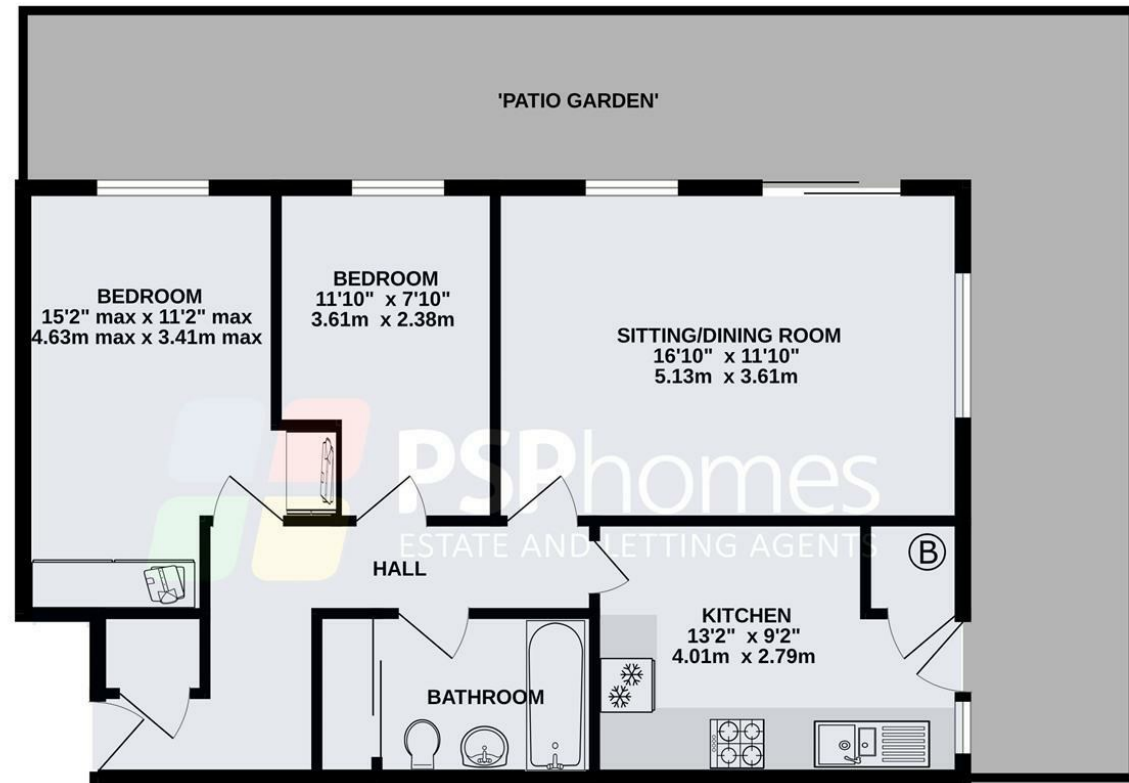 'PATIO GARDEN'
BEDROOM
15'2" max x 11'2" max
4.63m max x 3.41m max
BEDROOM
11'10" x 7'10"
3.61m x 2.38m
SITTING/DINING ROOM
16'10" x 11'10"
5.13m x 3.61m
PSPhomes
ESTATE AND LETTING AGENTS
HALL
B
KITCHEN
13'2" x 9'2"
4.01m x 2.79m
BATHROOM